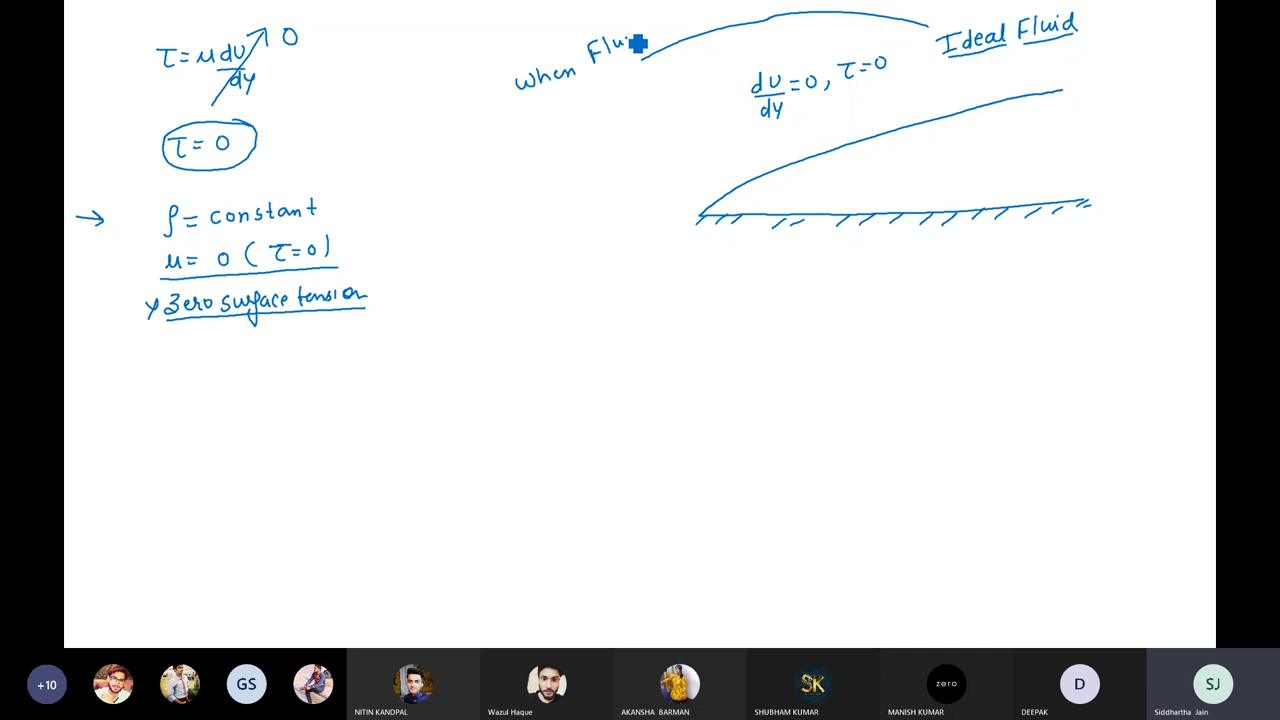 τ = μ du/dy 0
τ = 0
→ ρ = constant
μ = 0 ( τ = 0 )
Zero surface tension
when Flui
Ideal Fluid
du/dy = 0, τ = 0
+10
GS
NITIN KANDPAL
Wazul Haque
AKANSHA BARMAN
SK
SHUBHAM KUMAR
zero
MANISH KUMAR
D
DEEPAK
SJ
Siddhartha Jain